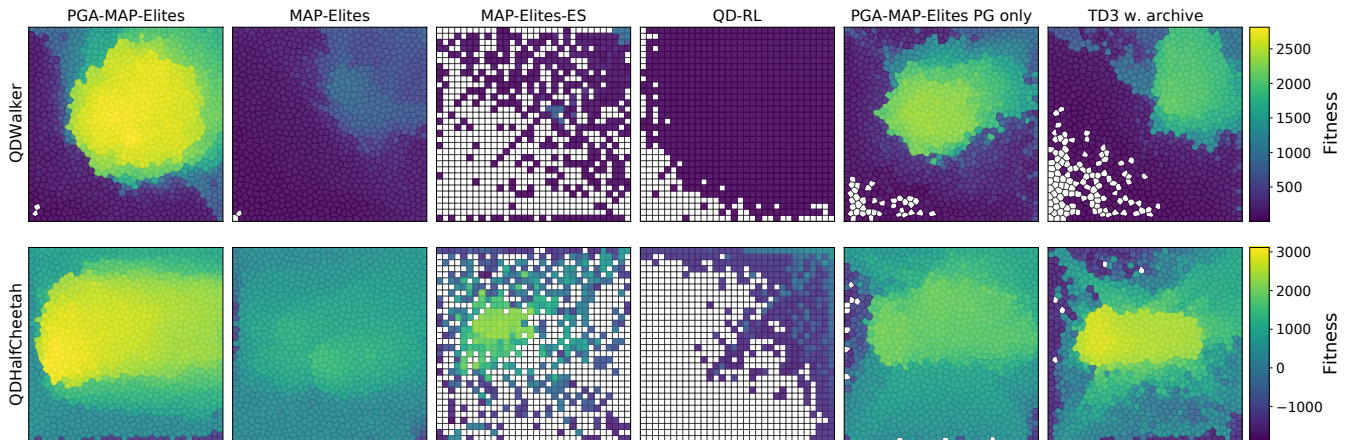 PGA-MAP-Elites MAP-Elites MAP-Elites-ES QD-RL PGA-MAP-Elites PG only TD3 w. archive
QDWalker
2500
2000
1500
1000
500
Fitness
QDHalfCheetah
3000
2000
1000
0
−1000
Fitness